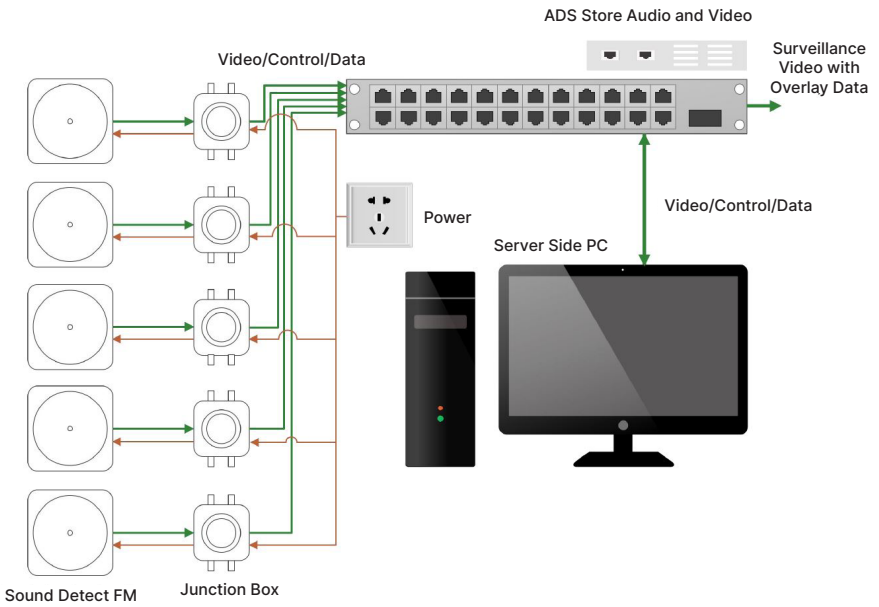 ADS Store Audio and Video
Video/Control/Data
Surveillance
Video with
Overlay Data
Power
Video/Control/Data
Server Side PC
Sound Detect FM
Junction Box